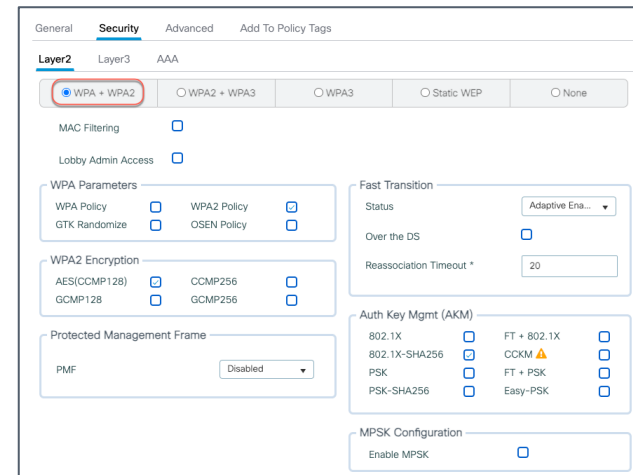 General Security Advanced Add To Policy Tags
Layer2 Layer3 AAA
WPA + WPA2 WPA2 + WPA3 WPA3 Static WEP None
MAC Filtering
Lobby Admin Access
WPA Parameters
WPA Policy WPA2 Policy
GTK Randomize OSEN Policy
WPA2 Encryption
AES(CCMP128) CCMP256
GCMP128 GCMP256
Protected Management Frame
PMF Disabled
Fast Transition
Status Adaptive Ena...
Over the DS
Reassociation Timeout * 20
Auth Key Mgmt (AKM)
802.1X FT + 802.1X
802.1X-SHA256 CCKM
PSK FT + PSK
PSK-SHA256 Easy-PSK
MPSK Configuration
Enable MPSK